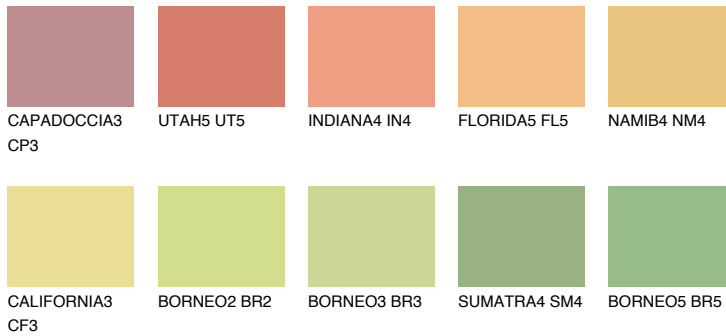 CAPADOCCIA3
CP3
UTAH5 UT5
INDIANA4 IN4
FLORIDA5 FL5
NAMIB4 NM4
CALIFORNIA3
CF3
BORNEO2 BR2
BORNEO3 BR3
SUMATRA4 SM4
BORNEO5 BR5